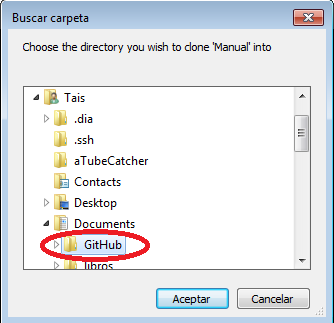 Buscar carpeta
Choose the directory you wish to clone 'Manual' into
Tais
.dia
.ssh
aTubeCatcher
Contacts
Desktop
Documents
GitHub
libros
Aceptar
Cancelar